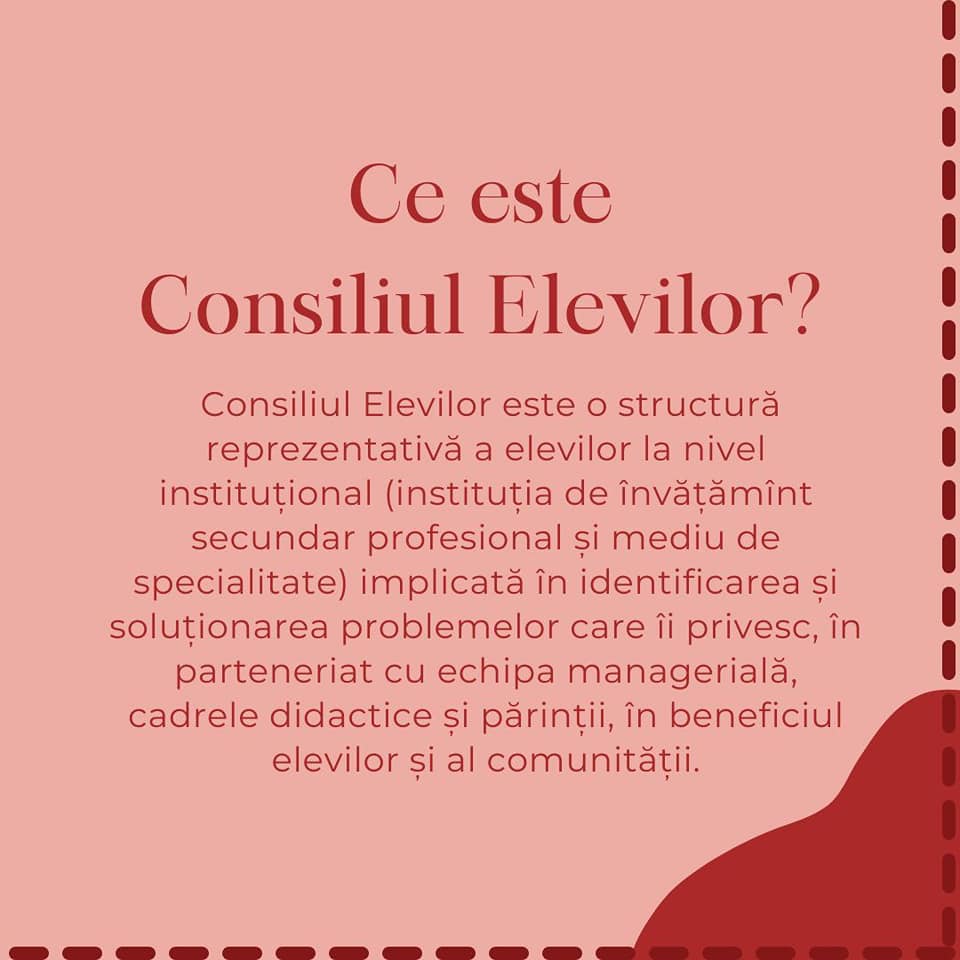 Ce este
Consiliul Elevilor?
Consiliul Elevilor este o structură
reprezentativă a elevilor la nivel
instituțional (instituția de învățămînt
secundar profesional și mediu de
specialitate) implicată în identificarea și
soluționarea problemelor care îi privesc, în
parteneriat cu echipa managerială,
cadrele didactice și părinții, în beneficiul
elevilor și al comunității.